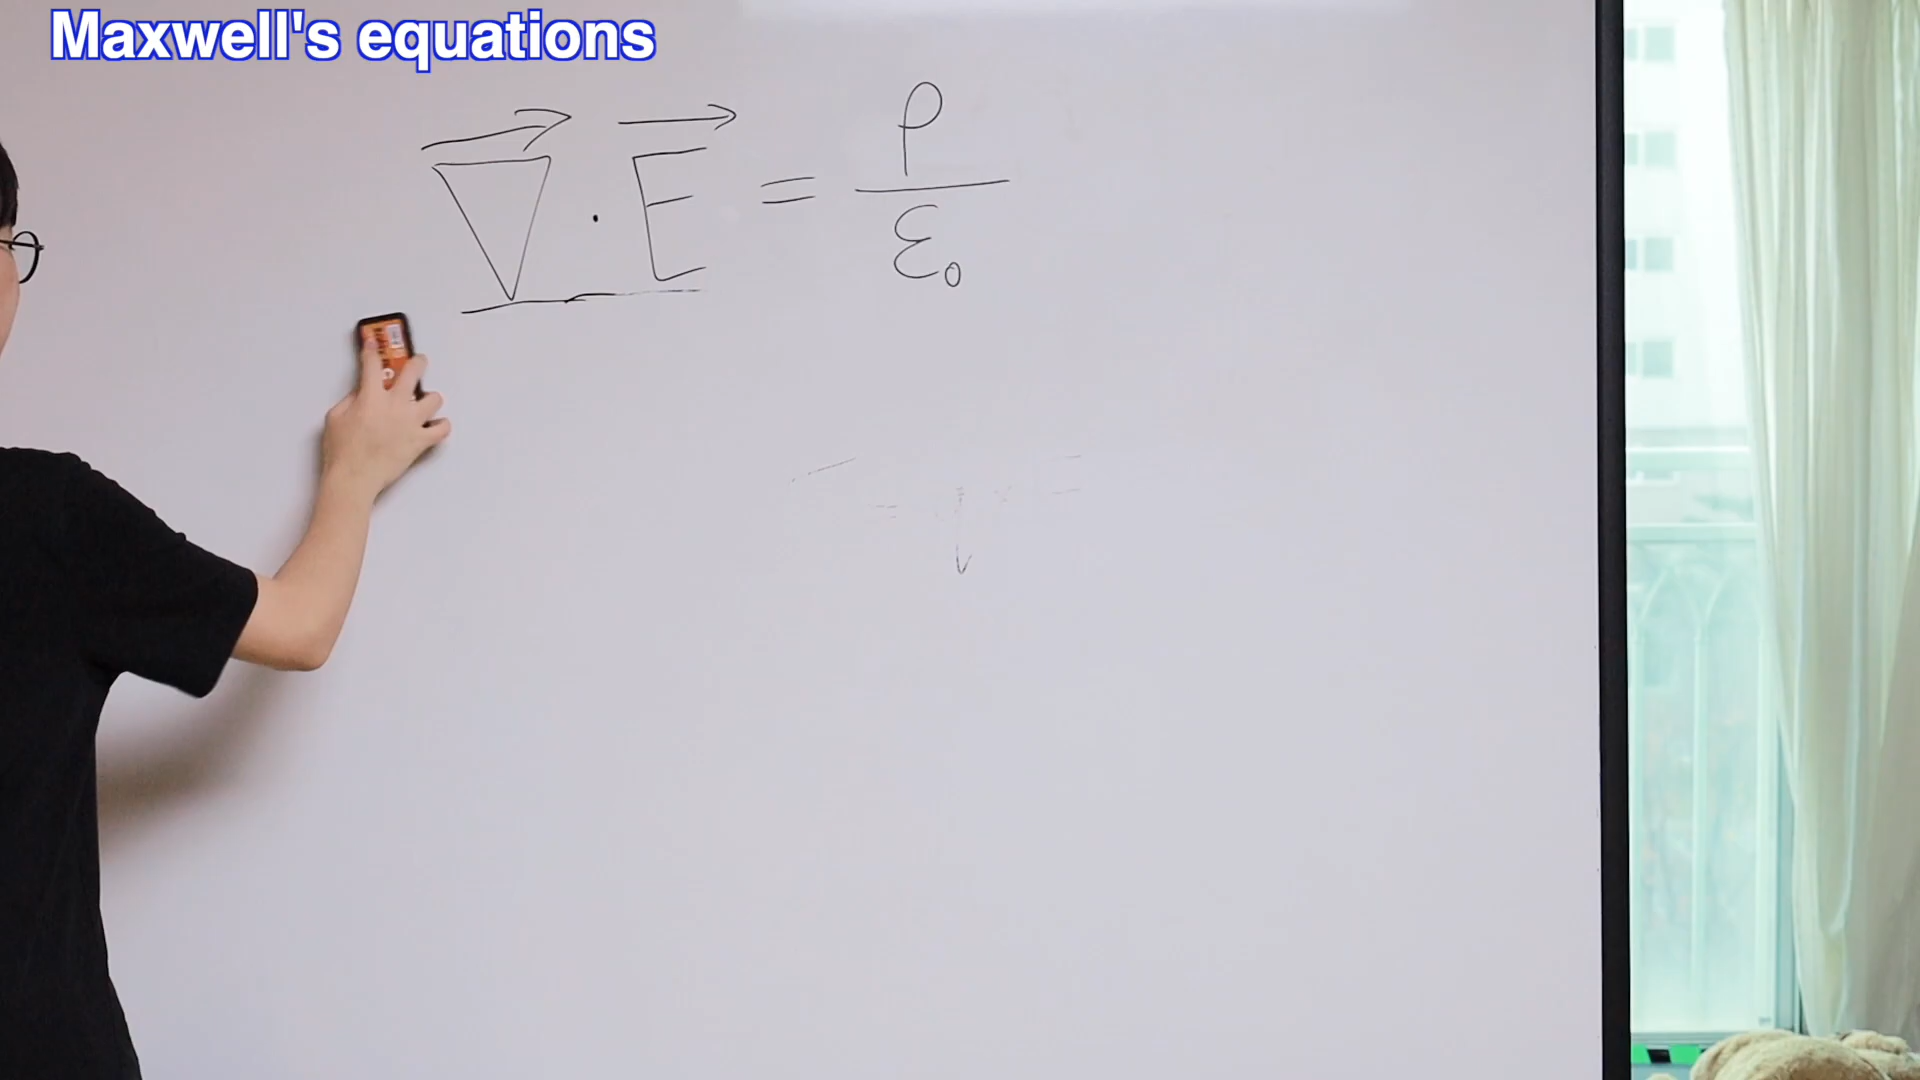 Maxwell's equations
∇⃗ · E⃗ = ρ / ε₀